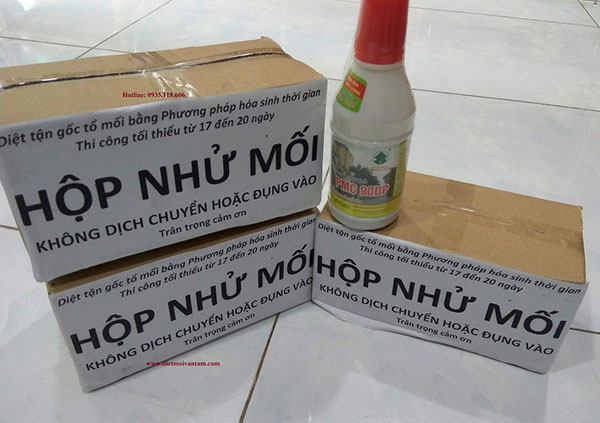 Hotline: 0935.118.666
Diệt tận gốc tổ mối bằng Phương pháp hóa sinh thời gian
Thi công tối thiểu từ 17 đến 20 ngày
HỘP NHỬ MỐI
KHÔNG DỊCH CHUYỂN HOẶC ĐỤNG VÀO
Trân trọng cảm ơn
PMC 90DP
Diệt tận gốc tổ mối bằng Phương pháp hóa sinh thời gian
Thi công tối thiểu từ 17 đến 20 ngày
HỘP NHỬ MỐI
KHÔNG DỊCH CHUYỂN HOẶC ĐỤNG VÀO
Trân trọng cảm ơn
www.dietmoivantam.com
Diệt tận gốc tổ mối bằng Phương pháp hóa sinh thời gian
Thi công tối thiểu từ 17 đến 20 ngày
HỘP NHỬ MỐI
KHÔNG DỊCH CHUYỂN HOẶC ĐỤNG VÀO
Trân trọng cảm ơn